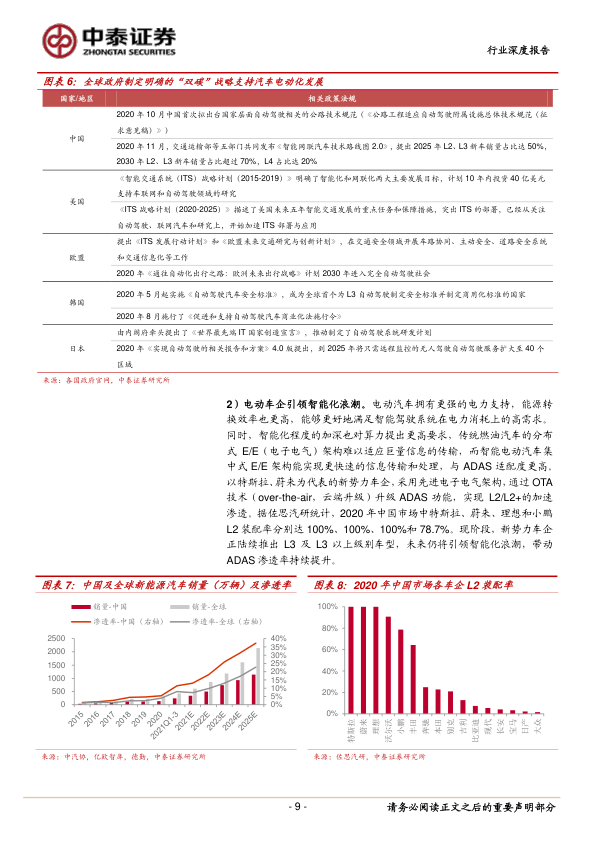 中泰证券
ZHONGTAI SECURITIES
行业深度报告
图表 6：全球政府制定明确的“双碳”战略支持汽车电动化发展
国家/地区 相关政策法规
中国
2020 年 10 月中国首次拟出台国家层面自动驾驶相关的公路技术规范（《公路工程适应自动驾驶附属设施总体技术规范（征
求意见稿）》）
2020 年 11 月，交通运输部等五部门共同发布《智能网联汽车技术路线图 2.0》，提出 2025 年 L2、L3 新车销量占比达 50%，
2030 年 L2、L3 新车销量占比超过 70%，L4 占比达 20%
美国
《智能交通系统（ITS）战略计划（2015-2019）》明确了智能化和网联化两大主要发展目标，计划 10 年内投资 40 亿美元
支持车联网和自动驾驶领域的研究
《ITS 战略计划（2020-2025）》描述了美国未来五年智能交通发展的重点任务和保障措施，突出 ITS 的部署，已经从关注
自动驾驶、联网汽车和研究上，开始加速 ITS 部署与应用
欧盟
提出《ITS 发展行动计划》和《欧盟未来交通研究与创新计划》，在交通安全领域开展车路协同、主动安全、道路安全系统
和交通信息化等工作
2020 年《通往自动化出行之路：欧洲未来出行战略》计划 2030 年进入完全自动驾驶社会
韩国
2020 年 5 月起实施《自动驾驶汽车安全标准》，成为全球首个为 L3 自动驾驶制定安全标准并制定商用化标准的国家
2020 年 8 月施行了《促进和支持自动驾驶汽车商业化法施行令》
日本
由内阁府牵头提出了《世界最先端 IT 国家创造宣言》，推动制定了自动驾驶系统研发计划
2020 年《实现自动驾驶的相关报告和方案》4.0 版提出，到 2025 年将只需远程监控的无人驾驶自动驾驶服务扩大至 40 个
区域
来源：各国政府官网，中泰证券研究所
2）电动车企引领智能化浪潮。电动汽车拥有更强的电力支持，能源转
换效率也更高，能够更好地满足智能驾驶系统在电力消耗上的高需求。
同时，智能化程度的加深也对算力提出更高要求，传统燃油汽车的分布
式 E/E（电子电气）架构难以适应巨量信息的传输，而智能电动汽车集
中式 E/E 架构能实现更快速的信息传输和处理，与 ADAS 适配度更高。
以特斯拉、蔚来为代表的新势力车企，采用先进电子电气架构，通过 OTA
技术（over-the-air，云端升级）升级 ADAS 功能，实现 L2/L2+的加速
渗透。据佐思汽研统计，2020 年中国市场中特斯拉、蔚来、理想和小鹏
L2 装配率分别达 100%、100%、100%和 78.7%。现阶段，新势力车企
正陆续推出 L3 及 L3 以上级别车型，未来仍将引领智能化浪潮，带动
ADAS 渗透率持续提升。
图表 7：中国及全球新能源汽车销量（万辆）及渗透率
销量-中国 销量-全球
渗透率-中国（右轴） 渗透率-全球（右轴）
2500
2000
1500
1000
500
0
40%
35%
30%
25%
20%
15%
10%
5%
0%
2015 2016 2017 2018 2019 2020 2021Q1-3 2021E 2022E 2023E 2024E 2025E
来源：中汽协，亿欧智库，德勤，中泰证券研究所
图表 8：2020 年中国市场各车企 L2 装配率
100%
80%
60%
40%
20%
0%
特斯拉 蔚来 理想 沃尔沃 小鹏 丰田 奔驰 本田 别克 吉利 比亚迪 现代 长安 宝马 日产 大众
来源：佐思汽研，中泰证券研究所
- 9 -
请务必阅读正文之后的重要声明部分